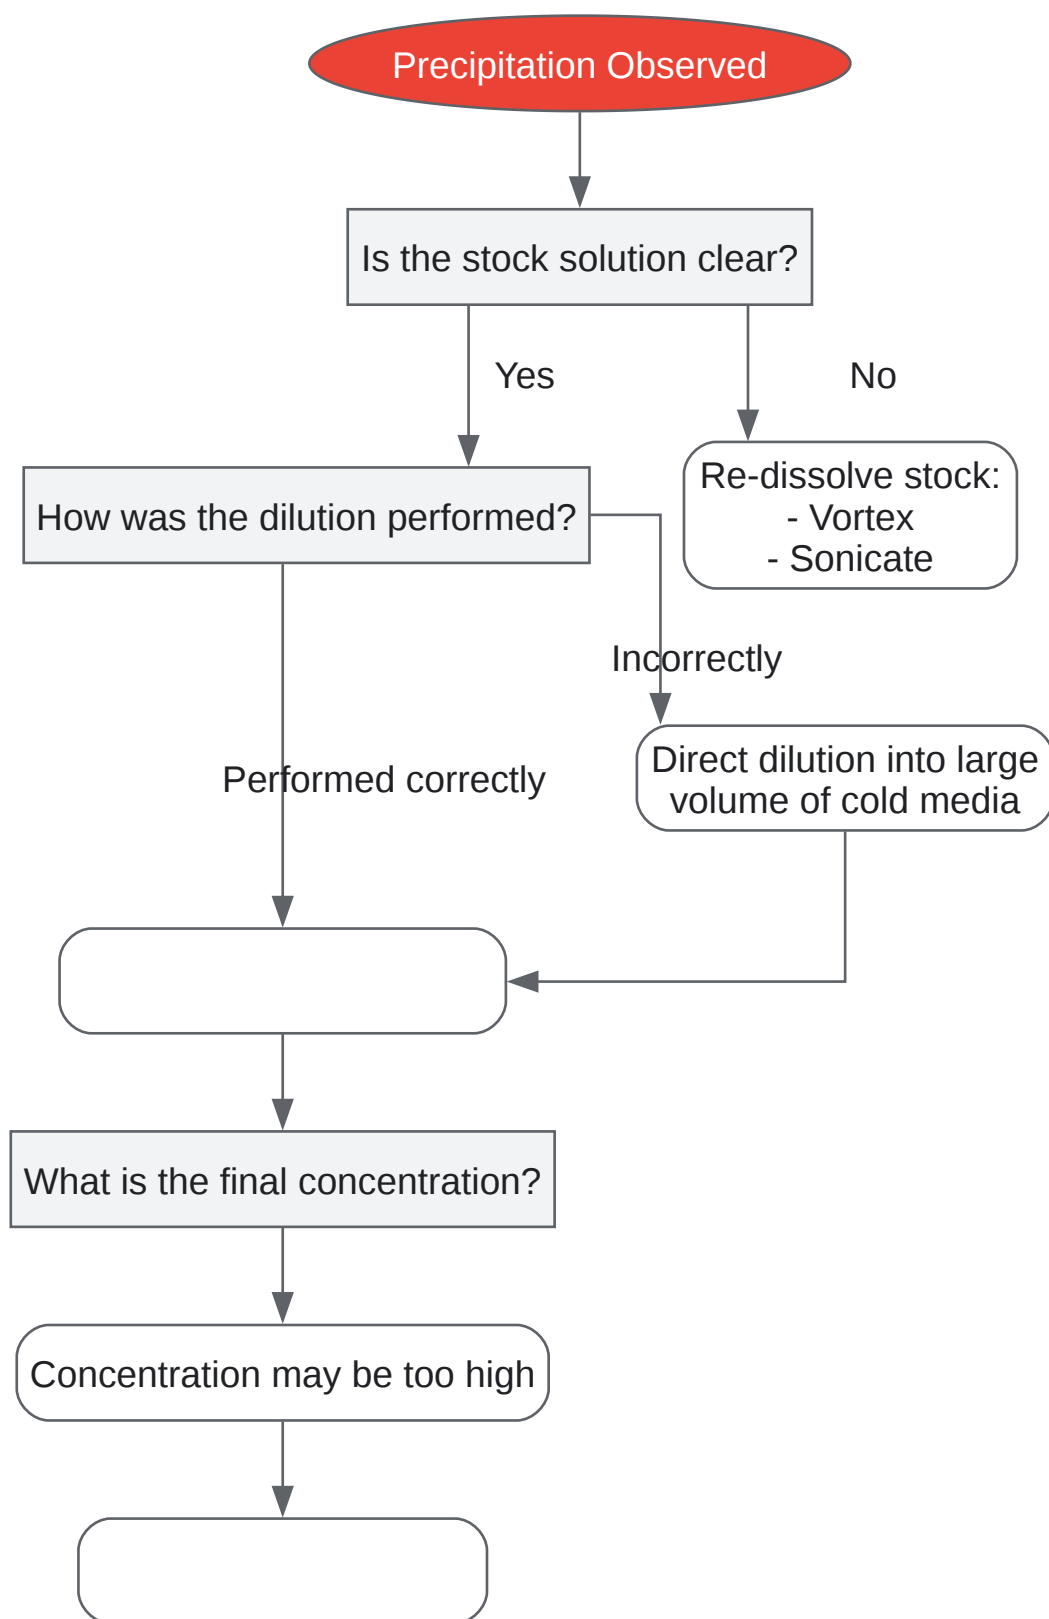 Precipitation Observed
Is the stock solution clear?
Yes
No
How was the dilution performed?
Re-dissolve stock:
- Vortex
- Sonicate
Incorrectly
Performed correctly
Direct dilution into large
volume of cold media
What is the final concentration?
Concentration may be too high